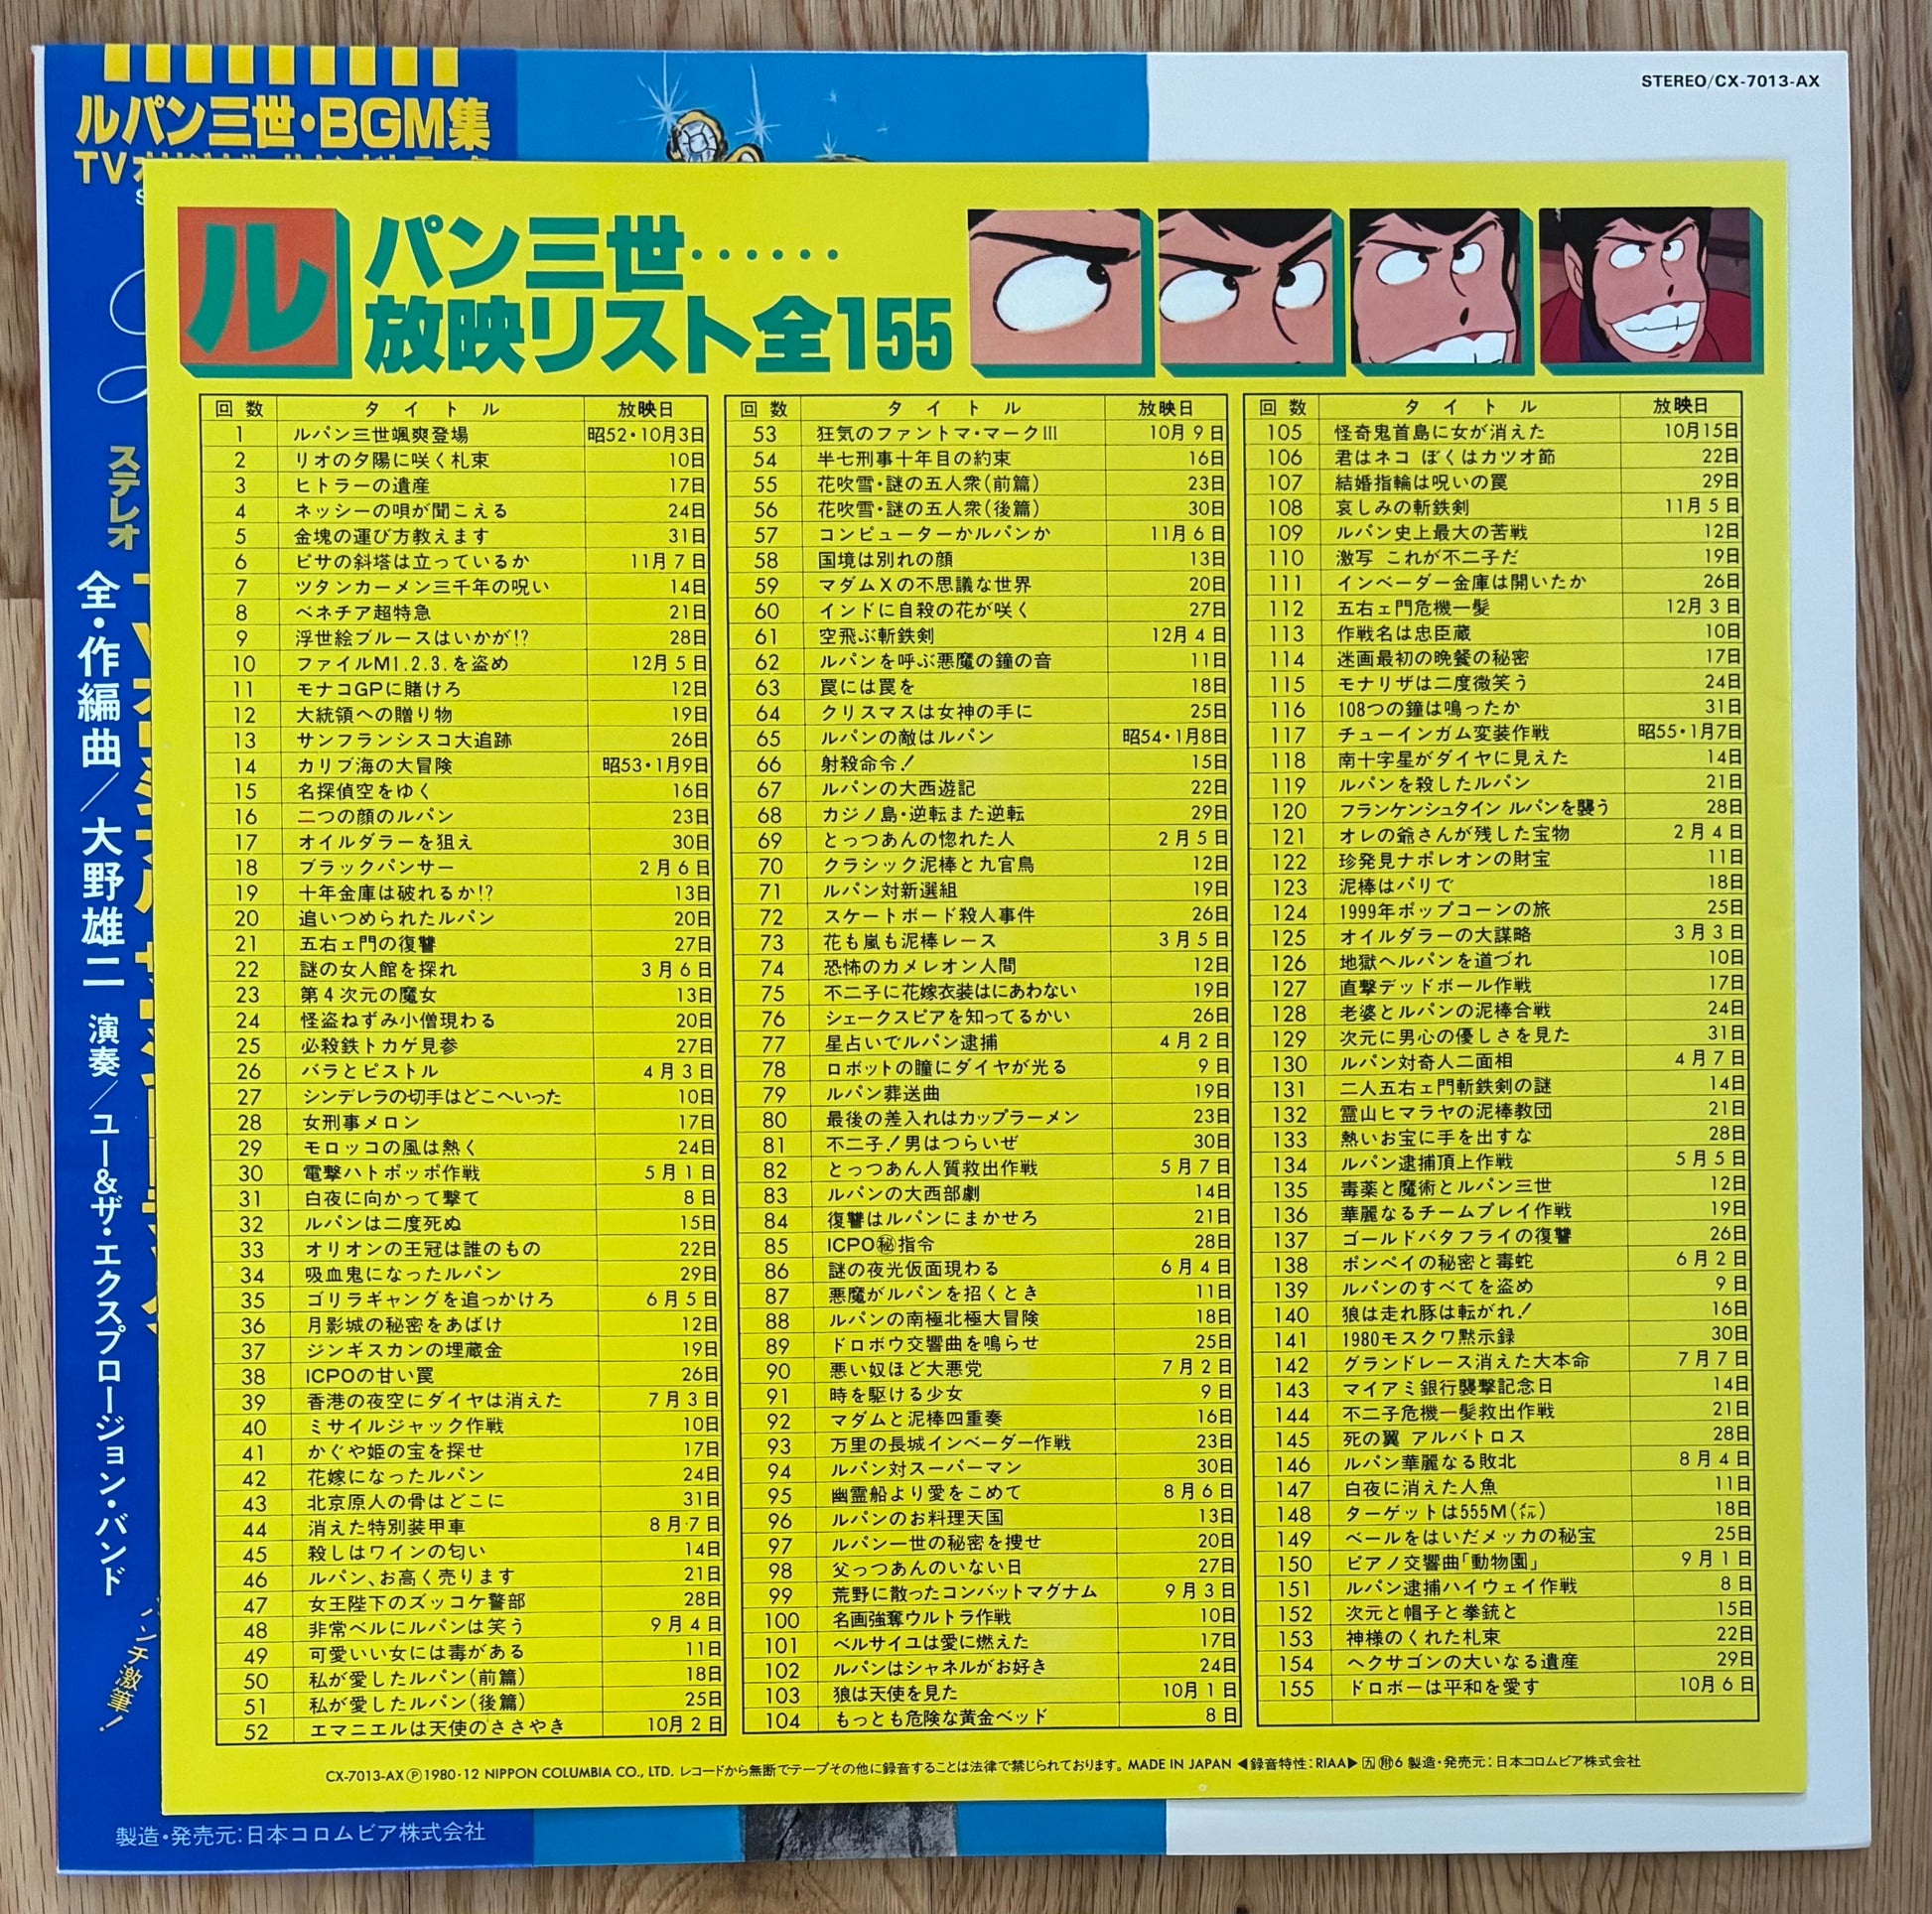 STEREO/CX-7013-AX
ルパン三世・BGM集
TV
ステレオ
全・作編曲／大野雄二 演奏／ユー&ザ・エクスプロージョン・バンド
パンチ激筆！
製造・発売元:日本コロムビア株式会社
ルパン三世……
放映リスト全155
回数 タイトル 放映日
1 ルパン三世颯爽登場 昭52・10月3日
2 リオの夕陽に咲く札束 10日
3 ヒトラーの遺産 17日
4 ネッシーの唄が聞こえる 24日
5 金塊の運び方教えます 31日
6 ピサの斜塔は立っているか 11月7日
7 ツタンカーメン三千年の呪い 14日
8 ベネチア超特急 21日
9 浮世絵ブルースはいかが!? 28日
10 ファイルM1.2.3.を盗め 12月5日
11 モナコGPに賭けろ 12日
12 大統領への贈り物 19日
13 サンフランシスコ大追跡 26日
14 カリブ海の大冒険 昭53・1月9日
15 名探偵空をゆく 16日
16 二つの顔のルパン 23日
17 オイルダラーを狙え 30日
18 ブラックパンサー 2月6日
19 十年金庫は破れるか!? 13日
20 追いつめられたルパン 20日
21 五右ェ門の復讐 27日
22 謎の女人館を探れ 3月6日
23 第4次元の魔女 13日
24 怪盗ねずみ小僧現わる 20日
25 必殺鉄トカゲ見参 27日
26 バラとピストル 4月3日
27 シンデレラの切手はどこへいった 10日
28 女刑事メロン 17日
29 モロッコの風は熱く 24日
30 電撃ハトポッポ作戦 5月1日
31 白夜に向かって撃て 8日
32 ルパンは二度死ぬ 15日
33 オリオンの王冠は誰のもの 22日
34 吸血鬼になったルパン 29日
35 ゴリラギャングを追っかけろ 6月5日
36 月影城の秘密をあばけ 12日
37 ジンギスカンの埋蔵金 19日
38 ICPOの甘い罠 26日
39 香港の夜空にダイヤは消えた 7月3日
40 ミサイルジャック作戦 10日
41 かぐや姫の宝を探せ 17日
42 花嫁になったルパン 24日
43 北京原人の骨はどこに 31日
44 消えた特別装甲車 8月7日
45 殺しはワインの匂い 14日
46 ルパン、お高く売ります 21日
47 女王陛下のズッコケ警部 28日
48 非常ベルにルパンは笑う 9月4日
49 可愛いい女には毒がある 11日
50 私が愛したルパン(前篇) 18日
51 私が愛したルパン(後篇) 25日
52 エマニエルは天使のささやき 10月2日
回数 タイトル 放映日
53 狂気のファントマ・マークIII 10月9日
54 半七刑事十年目の約束 16日
55 花吹雪・謎の五人衆(前篇) 23日
56 花吹雪・謎の五人衆(後篇) 30日
57 コンピューターかルパンか 11月6日
58 国境は別れの顔 13日
59 マダムXの不思議な世界 20日
60 インドに自殺の花が咲く 27日
61 空飛ぶ斬鉄剣 12月4日
62 ルパンを呼ぶ悪魔の鐘の音 11日
63 罠には罠を 18日
64 クリスマスは女神の手に 25日
65 ルパンの敵はルパン 昭54・1月8日
66 射殺命令！ 15日
67 ルパンの大西遊記 22日
68 カジノ島・逆転また逆転 29日
69 とっつあんの惚れた人 2月5日
70 クラシック泥棒と九官鳥 12日
71 ルパン対新選組 19日
72 スケートボード殺人事件 26日
73 花も嵐も泥棒レース 3月5日
74 恐怖のカメレオン人間 12日
75 不二子に花嫁衣装はにあわない 19日
76 シェークスピアを知ってるかい 26日
77 星占いでルパン逮捕 4月2日
78 ロボットの瞳にダイヤが光る 9日
79 ルパン葬送曲 19日
80 最後の差入れはカップラーメン 23日
81 不二子！男はつらいぜ 30日
82 とっつあん人質救出作戦 5月7日
83 ルパンの大西部劇 14日
84 復讐はルパンにまかせろ 21日
85 ICPO㊙指令 28日
86 謎の夜光仮面現わる 6月4日
87 悪魔がルパンを招くとき 11日
88 ルパンの南極北極大冒険 18日
89 ドロボウ交響曲を鳴らせ 25日
90 悪い奴ほど大悪党 7月2日
91 時を駆ける少女 9日
92 マダムと泥棒四重奏 16日
93 万里の長城インベーダー作戦 23日
94 ルパン対スーパーマン 30日
95 幽霊船より愛をこめて 8月6日
96 ルパンのお料理天国 13日
97 ルパン一世の秘密を捜せ 20日
98 父っつあんのいない日 27日
99 荒野に散ったコンバットマグナム 9月3日
100 名画強奪ウルトラ作戦 10日
101 ベルサイユは愛に燃えた 17日
102 ルパンはシャネルがお好き 24日
103 狼は天使を見た 10月1日
104 もっとも危険な黄金ベッド 8日
回数 タイトル 放映日
105 怪奇鬼首島に女が消えた 10月15日
106 君はネコ ぼくはカツオ節 22日
107 結婚指輪は呪いの罠 29日
108 哀しみの斬鉄剣 11月5日
109 ルパン史上最大の苦戦 12日
110 激写 これが不二子だ 19日
111 インベーダー金庫は開いたか 26日
112 五右ェ門危機一髪 12月3日
113 作戦名は忠臣蔵 10日
114 迷画最初の晩餐の秘密 17日
115 モナリザは二度微笑う 24日
116 108つの鐘は鳴ったか 31日
117 チューインガム変装作戦 昭55・1月7日
118 南十字星がダイヤに見えた 14日
119 ルパンを殺したルパン 21日
120 フランケンシュタイン ルパンを襲う 28日
121 オレの爺さんが残した宝物 2月4日
122 珍発見ナポレオンの財宝 11日
123 泥棒はパリで 18日
124 1999年ポップコーンの旅 25日
125 オイルダラーの大謀略 3月3日
126 地獄へルパンを道づれ 10日
127 直撃デッドボール作戦 17日
128 老婆とルパンの泥棒合戦 24日
129 次元に男心の優しさを見た 31日
130 ルパン対奇人二面相 4月7日
131 二人五右ェ門斬鉄剣の謎 14日
132 霊山ヒマラヤの泥棒教団 21日
133 熱いお宝に手を出すな 28日
134 ルパン逮捕頂上作戦 5月5日
135 毒薬と魔術とルパン三世 12日
136 華麗なるチームプレイ作戦 19日
137 ゴールドバタフライの復讐 26日
138 ポンペイの秘密と毒蛇 6月2日
139 ルパンのすべてを盗め 9日
140 狼は走れ豚は転がれ！ 16日
141 1980モスクワ黙示録 30日
142 グランドレース消えた大本命 7月7日
143 マイアミ銀行襲撃記念日 14日
144 不二子危機一髪救出作戦 21日
145 死の翼 アルバトロス 28日
146 ルパン華麗なる敗北 8月4日
147 白夜に消えた人魚 11日
148 ターゲットは555M(メートル) 18日
149 ベールをはいだメッカの秘宝 25日
150 ピアノ交響曲「動物園」 9月1日
151 ルパン逮捕ハイウェイ作戦 8日
152 次元と帽子と拳銃と 15日
153 神様のくれた札束 22日
154 ヘクサゴンの大いなる遺産 29日
155 ドロボーは平和を愛す 10月6日
CX-7013-AX Ⓟ1980・12 NIPPON COLUMBIA CO., LTD. レコードから無断でテープその他に録音することは法律で禁じられております。MADE IN JAPAN ◀録音特性:RIAA▶ 6 製造・発売元:日本コロムビア株式会社